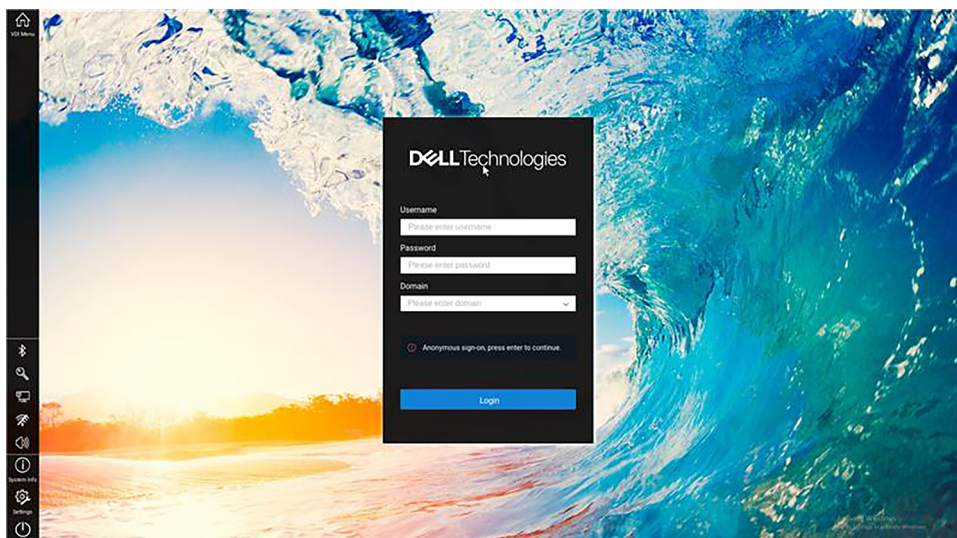 VDI Menu
DELLTechnologies
Username
Please enter username
Password
Please enter password
Domain
Please enter domain
Anonymous sign-on, press enter to continue.
Login
System Info
Settings
Windows